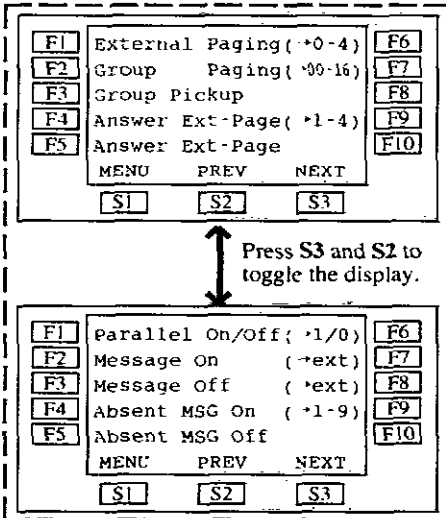 F1 External Paging(→0-4) F6
F2 Group Paging(→00-16) F7
F3 Group Pickup F8
F4 Answer Ext-Page(→1-4) F9
F5 Answer Ext-Page F10
MENU PREV NEXT
S1 S2 S3
Press S3 and S2 to
toggle the display.
F1 Parallel On/Off(→1/0) F6
F2 Message On (→ext) F7
F3 Message Off (→ext) F8
F4 Absent MSG On (→1-9) F9
F5 Absent MSG Off F10
MENU PREV NEXT
S1 S2 S3